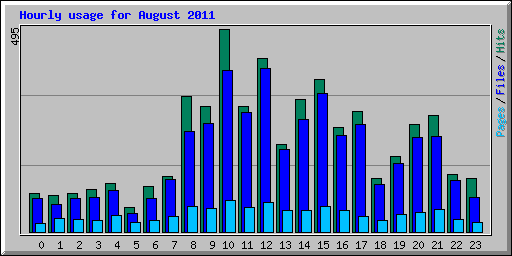 Hourly usage for August 2011
495
Pages/Files/Hits
0 1 2 3 4 5 6 7 8 9 10 11 12 13 14 15 16 17 18 19 20 21 22 23